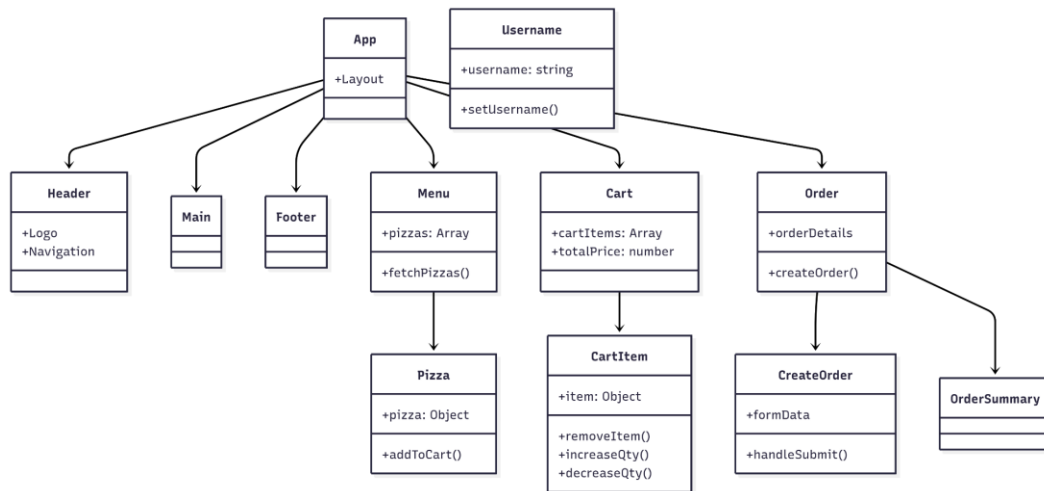 App
+Layout
Username
+username: string
+setUsername()
Header
+Logo
+Navigation
Main
Footer
Menu
+pizzas: Array
+fetchPizzas()
Cart
+cartItems: Array
+totalPrice: number
Order
+orderDetails
+createOrder()
Pizza
+pizza: Object
+addToCart()
CartItem
+item: Object
+removeItem()
+increaseQty()
+decreaseQty()
CreateOrder
+formData
+handleSubmit()
OrderSummary